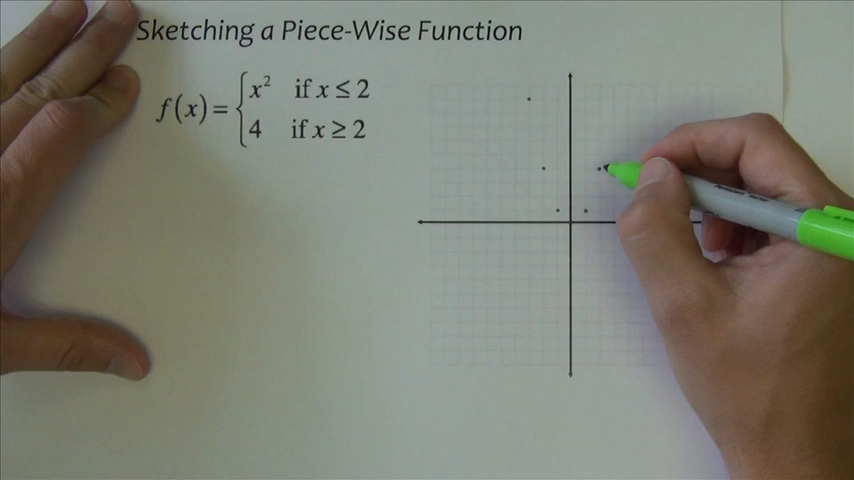 Sketching a Piece-Wise Function
f(x) = { x² if x ≤ 2
4 if x ≥ 2